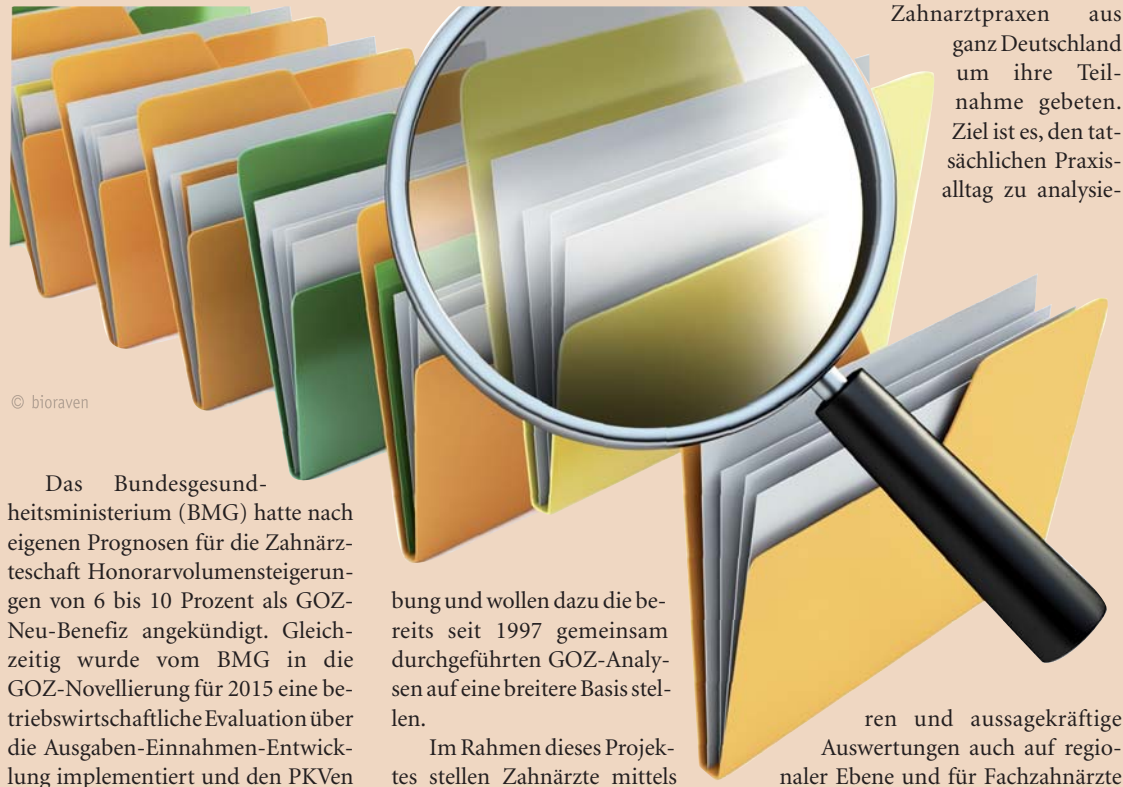 © bioraven
Das Bundesgesund-
heitsministerium (BMG) hatte nach
eigenen Prognosen für die Zahnärz-
teschaft Honorarvolumensteigerun-
gen von 6 bis 10 Prozent als GOZ-
Neu-Benefiz angekündigt. Gleich-
zeitig wurde vom BMG in die
GOZ-Novellierung für 2015 eine be-
triebswirtschaftliche Evaluation über
die Ausgaben-Einnahmen-Entwick-
lung implementiert und den PKVen
bung und wollen dazu die be-
reits seit 1997 gemeinsam
durchgeführten GOZ-Analy-
sen auf eine breitere Basis stel-
len.
Im Rahmen dieses Projek-
tes stellen Zahnärzte mittels
Zahnarztpraxen aus
ganz Deutschland
um ihre Teil-
nahme gebeten.
Ziel ist es, den tat-
sächlichen Praxis-
alltag zu analysie-
ren und aussagekräftige
Auswertungen auch auf regio-
naler Ebene und für Fachzahnärzte